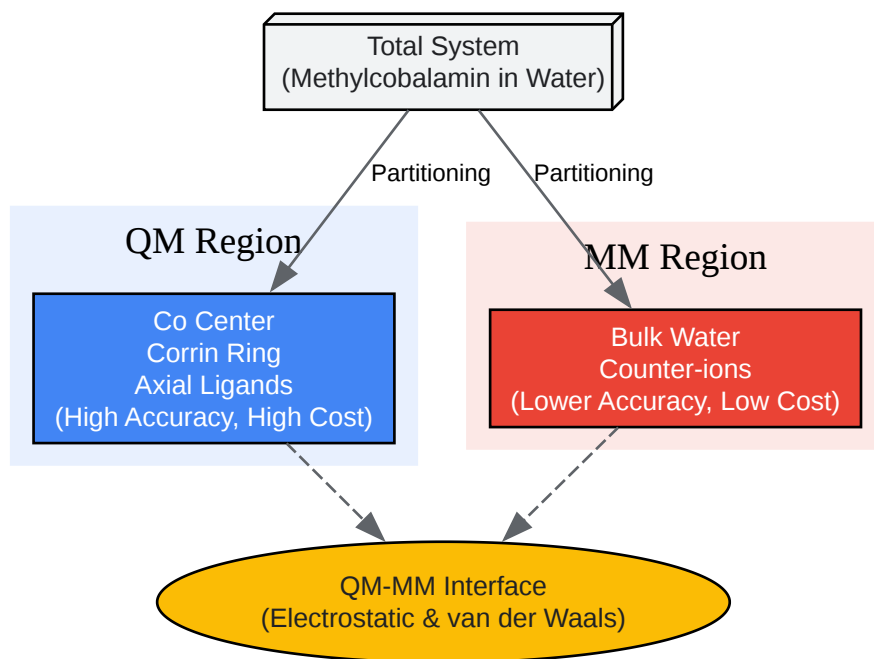 Total System
(Methylcobalamin in Water)
Partitioning
Partitioning
QM Region
MM Region
Co Center
Corrin Ring
Axial Ligands
(High Accuracy, High Cost)
Bulk Water
Counter-ions
(Lower Accuracy, Low Cost)
QM-MM Interface
(Electrostatic & van der Waals)